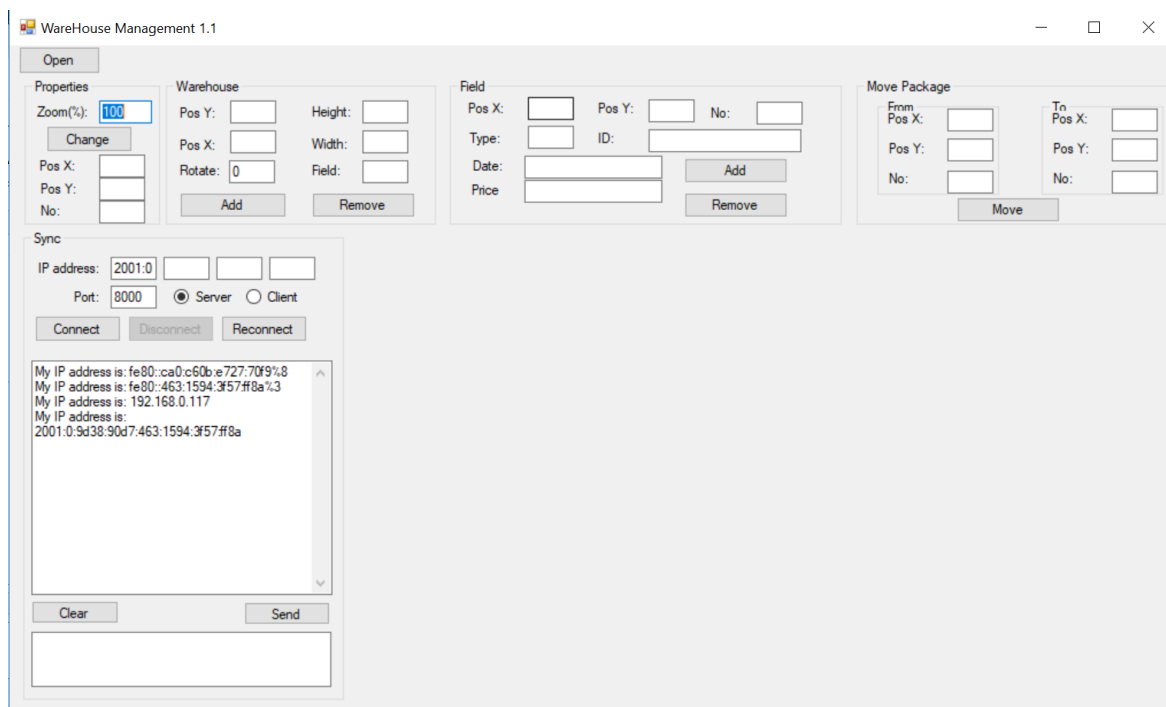 WareHouse Management 1.1
Open
Properties
Zoom(%): 100
Change
Pos X:
Pos Y:
No:
Warehouse
Pos Y: Height:
Pos X: Width:
Rotate: 0 Field:
Add Remove
Field
Pos X: Pos Y: No:
Type: ID:
Date: Add
Price Remove
Move Package
From To
Pos X: Pos X:
Pos Y: Pos Y:
No: No:
Move
Sync
IP address: 2001:0
Port: 8000 Server Client
Connect Disconnect Reconnect
My IP address is: fe80::ca0:c60b:e727:70f9%8
My IP address is: fe80::463:1594:3f57:ff8a%3
My IP address is: 192.168.0.117
My IP address is:
2001:0:9d38:90d7:463:1594:3f57:ff8a
Clear Send